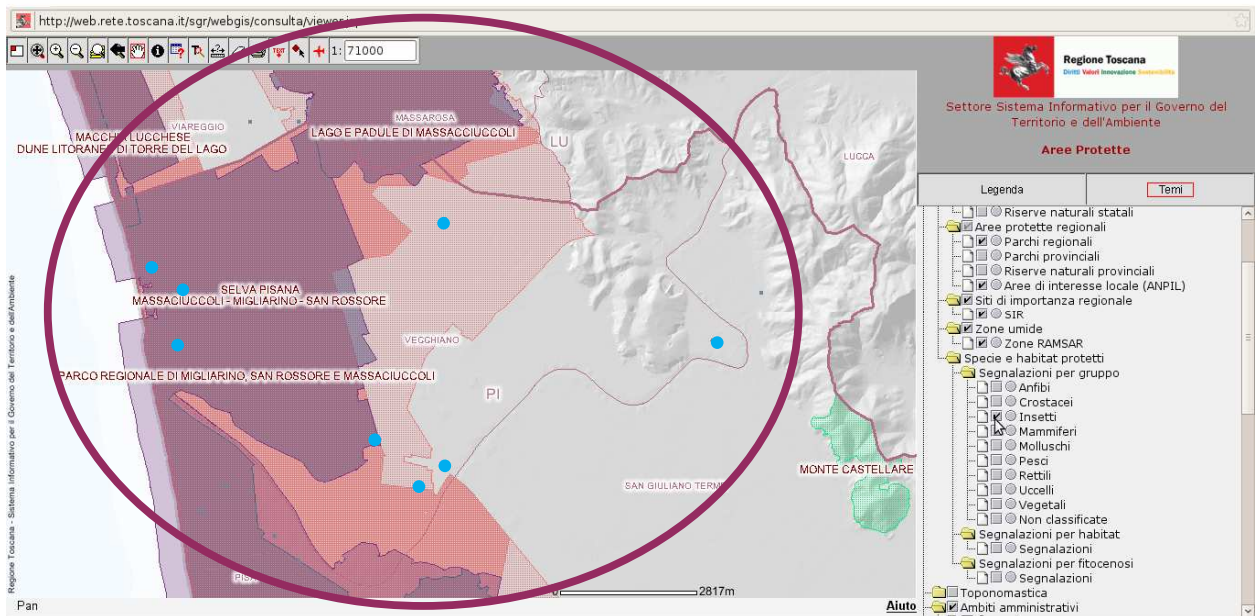 http://web.rete.toscana.it/sgr/webgis/consulta/viewer.js
1: 71000
Regione Toscana
Diritti Valori Innovazione Sostenibilità
Settore Sistema Informativo per il Governo del
Territorio e dell'Ambiente
Aree Protette
Legenda
Temi
Riserve naturali statali
Aree protette regionali
Parchi regionali
Parchi provinciali
Riserve naturali provinciali
Aree di interesse locale (ANPIL)
Siti di importanza regionale
SIR
Zone umide
Zone RAMSAR
Specie e habitat protetti
Segnalazioni per gruppo
Anfibi
Crostacei
Insetti
Mammiferi
Molluschi
Pesci
Rettili
Uccelli
Vegetali
Non classificate
Segnalazioni per habitat
Segnalazioni
Segnalazioni per fitocenosi
Segnalazioni
Toponomastica
Ambiti amministrativi
VIAREGGIO
MASSAROSA
MACCHIA LUCCHESE
DUNE LITORANEE DI TORRE DEL LAGO
LAGO E PADULE DI MASSACCIUCCOLI
LU
LUCCA
SELVA PISANA
MASSACIUCCOLI - MIGLIARINO - SAN ROSSORE
VECCHIANO
PARCO REGIONALE DI MIGLIARINO, SAN ROSSORE E MASSACIUCCOLI
PI
MONTE CASTELLARE
SAN GIULIANO TERME
Regione Toscana - Sistema Informativo per il Governo del Territorio e dell'Ambiente
0
2817m
Pan
Aiuto